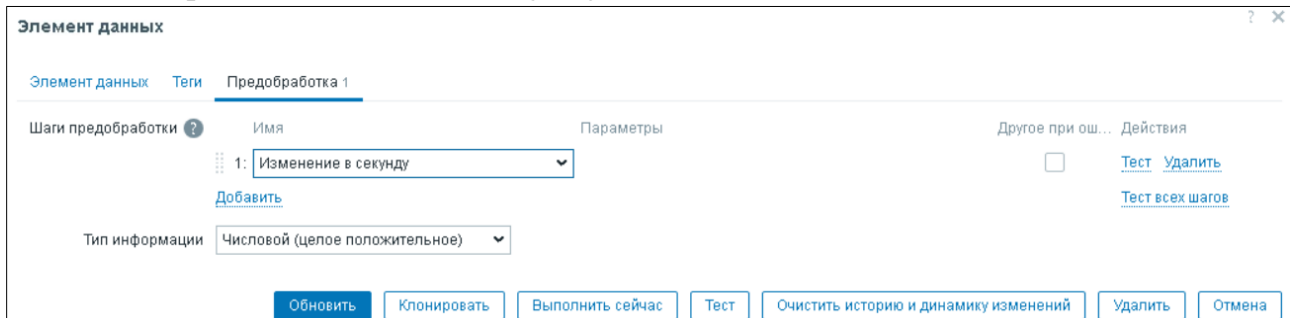 Элемент данных ? ×
Элемент данных Теги Предобработка 1
Шаги предобработки ? Имя Параметры Другое при ош... Действия
1: Изменение в секунду Тест Удалить
Добавить Тест всех шагов
Тип информации Числовой (целое положительное)
Обновить Клонировать Выполнить сейчас Тест Очистить историю и динамику изменений Удалить Отмена